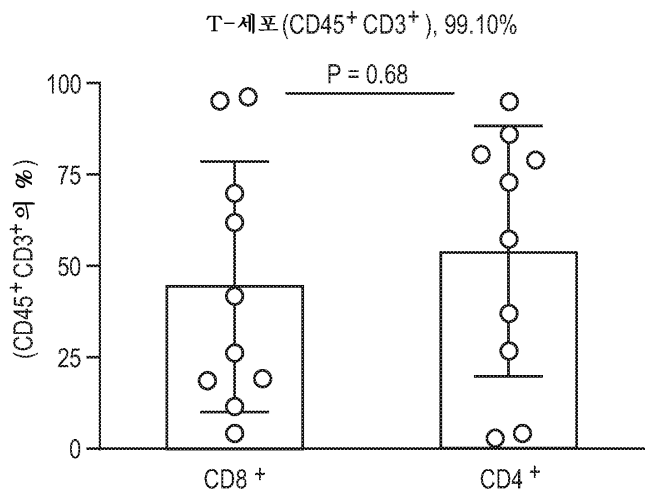 T-세포(CD45+ CD3+), 99.10%
P = 0.68
(CD45+ CD3+의 %)
100
75
50
25
0
CD8 +
CD4 +